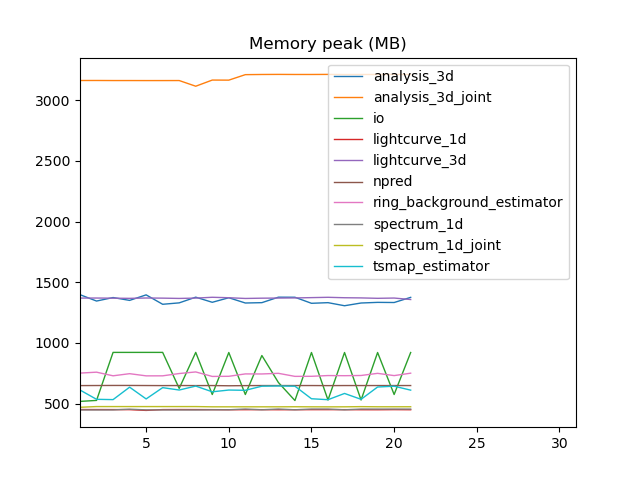 Memory peak (MB)
3000
2500
2000
1500
1000
500
analysis_3d
analysis_3d_joint
io
lightcurve_1d
lightcurve_3d
npred
ring_background_estimator
spectrum_1d
spectrum_1d_joint
tsmap_estimator
5 10 15 20 25 30